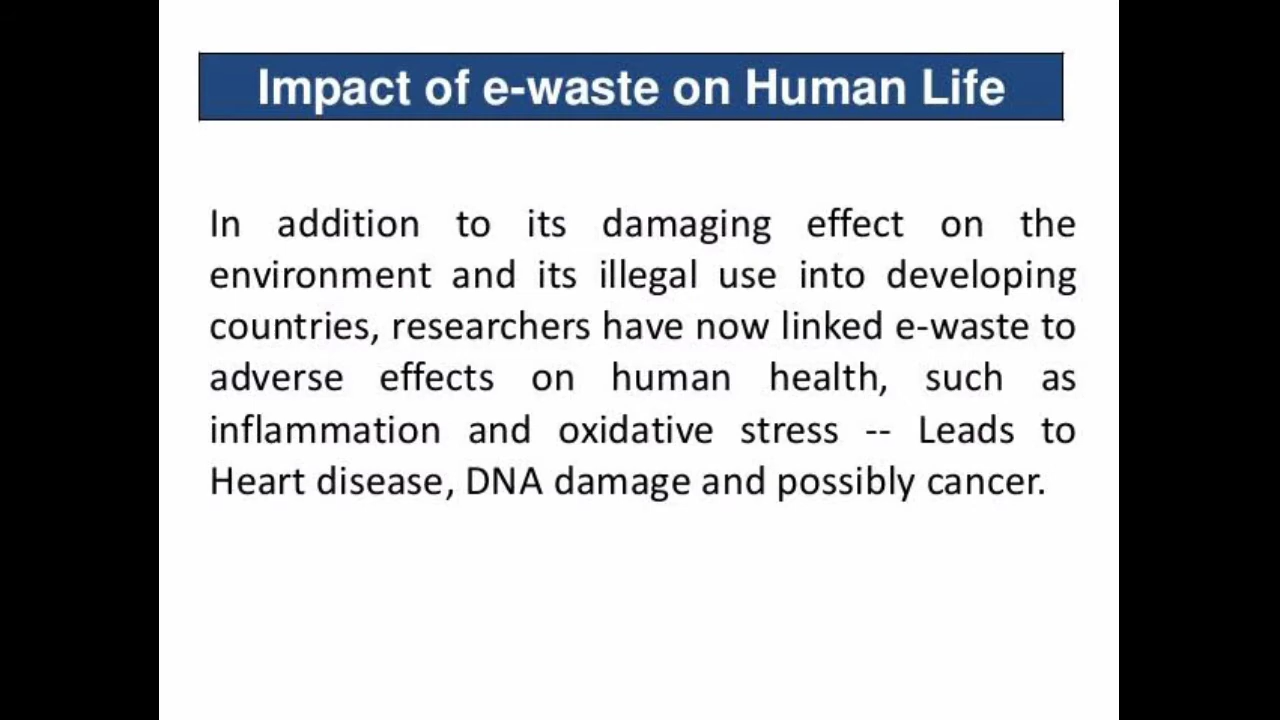 Impact of e-waste on Human Life
In addition to its damaging effect on the
environment and its illegal use into developing
countries, researchers have now linked e-waste to
adverse effects on human health, such as
inflammation and oxidative stress -- Leads to
Heart disease, DNA damage and possibly cancer.